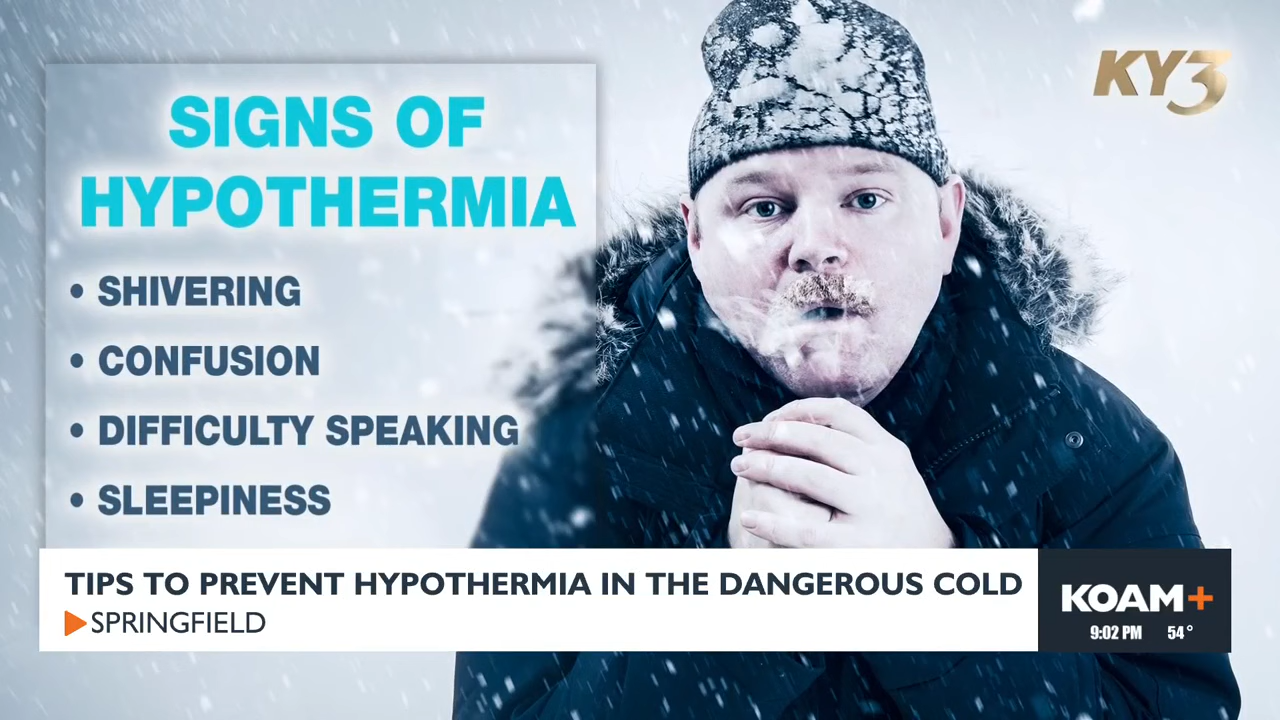 KY3
SIGNS OF
HYPOTHERMIA
• SHIVERING
• CONFUSION
• DIFFICULTY SPEAKING
• SLEEPINESS
TIPS TO PREVENT HYPOTHERMIA IN THE DANGEROUS COLD
SPRINGFIELD
KOAM+
9:02 PM 54°